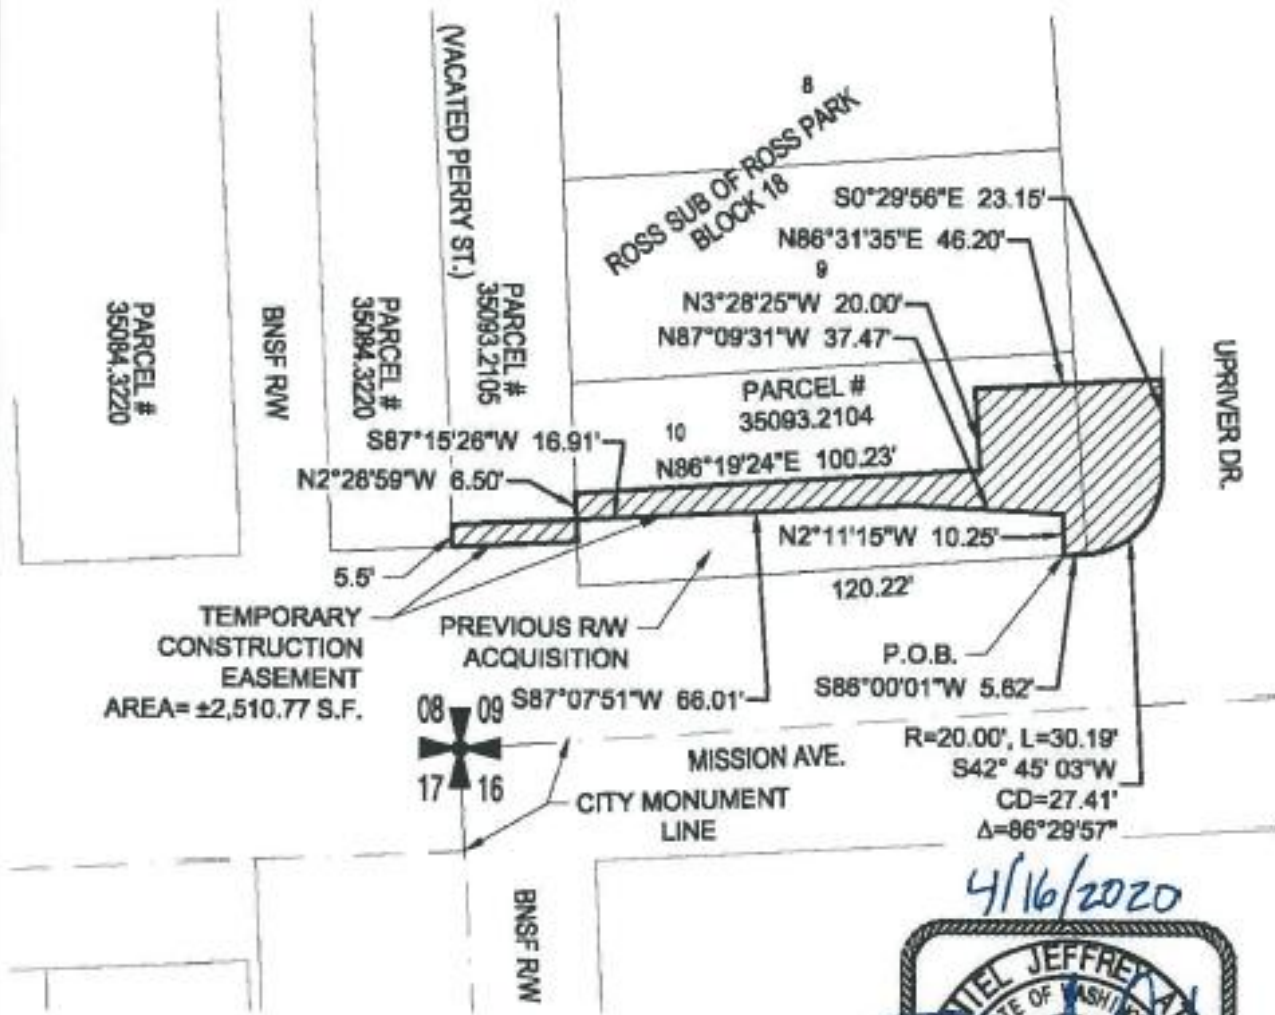 (VACATED PERRY ST.)
8
ROSS SUB OF ROSS PARK
BLOCK 18
S0°29'56"E 23.15'
N86°31'35"E 46.20'
9
N3°28'25"W 20.00'
N87°09'31"W 37.47'
PARCEL #
35084.3220
BNSF R/W
PARCEL #
35084.3220
PARCEL #
35093.2105
UPRIVER DR.
PARCEL #
35093.2104
S87°15'26"W 16.91'
10
N86°19'24"E 100.23'
N2°28'59"W 6.50'
N2°11'15"W 10.25'
5.5'
120.22'
TEMPORARY
CONSTRUCTION
EASEMENT
AREA= ±2,510.77 S.F.
PREVIOUS R/W
ACQUISITION
P.O.B.
S86°00'01"W 5.62'
S87°07'51"W 66.01'
08 09
17 16
MISSION AVE.
CITY MONUMENT
LINE
R=20.00', L=30.19'
S42° 45' 03"W
CD=27.41'
Δ=86°29'57"
BNSF R/W
4/16/2020
JEFFREY
OF WASHIN